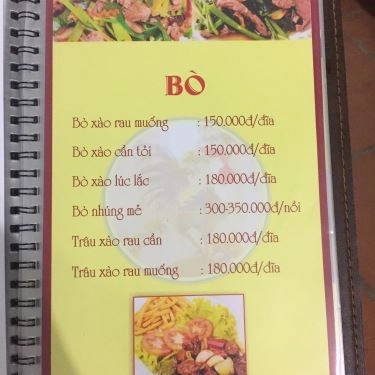 BÒ
Bò xào rau muống : 150.000đ/đĩa
Bò xào cần tỏi : 150.000đ/đĩa
Bò xào lúc lắc : 180.000đ/đĩa
Bò nhúng mẻ : 300-350.000đ/nồi
Trâu xào rau cần : 180.000đ/đĩa
Trâu xào rau muống : 180.000đ/đĩa